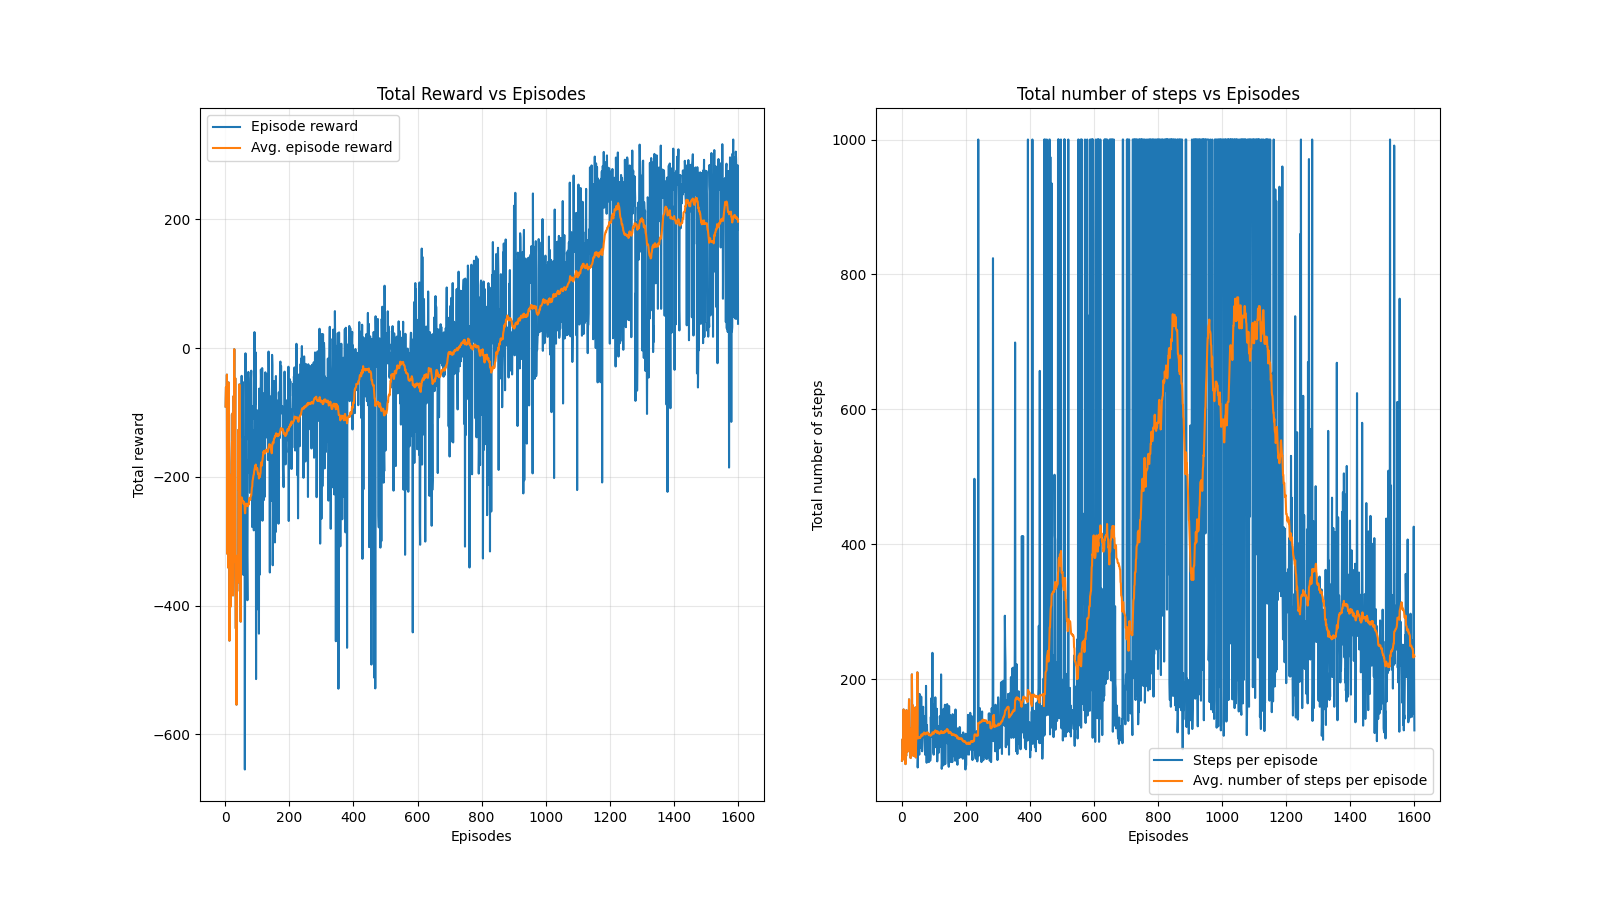 Total Reward vs Episodes
Episode reward
Avg. episode reward
200
0
−200
−400
−600
Total reward
0 200 400 600 800 1000 1200 1400 1600
Episodes
Total number of steps vs Episodes
1000
800
600
400
200
Total number of steps
Steps per episode
Avg. number of steps per episode
0 200 400 600 800 1000 1200 1400 1600
Episodes